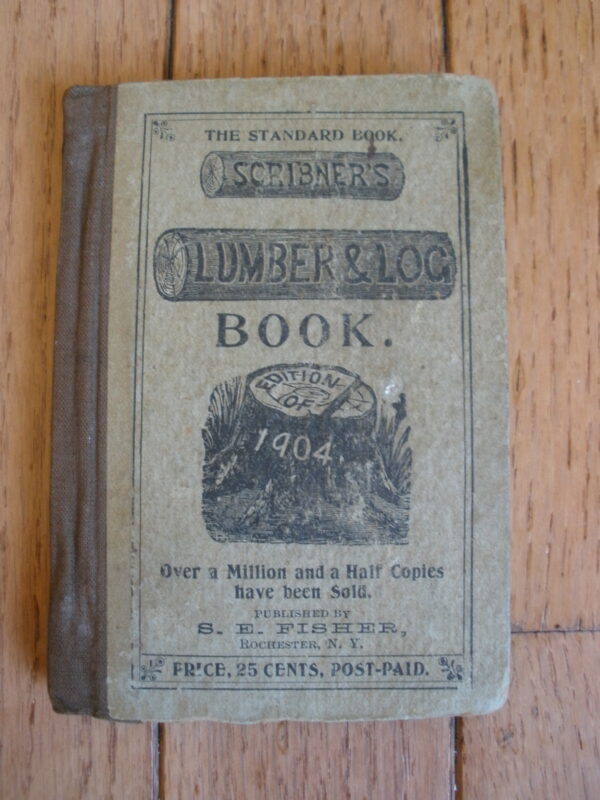 THE STANDARD BOOK.
SCRIBNER'S
LUMBER & LOG
BOOK.
EDITION
OF
1904.
Over a Million and a Half Copies
have been Sold.
PUBLISHED BY
S. E. FISHER,
ROCHESTER, N. Y.
PRICE, 25 CENTS, POST-PAID.